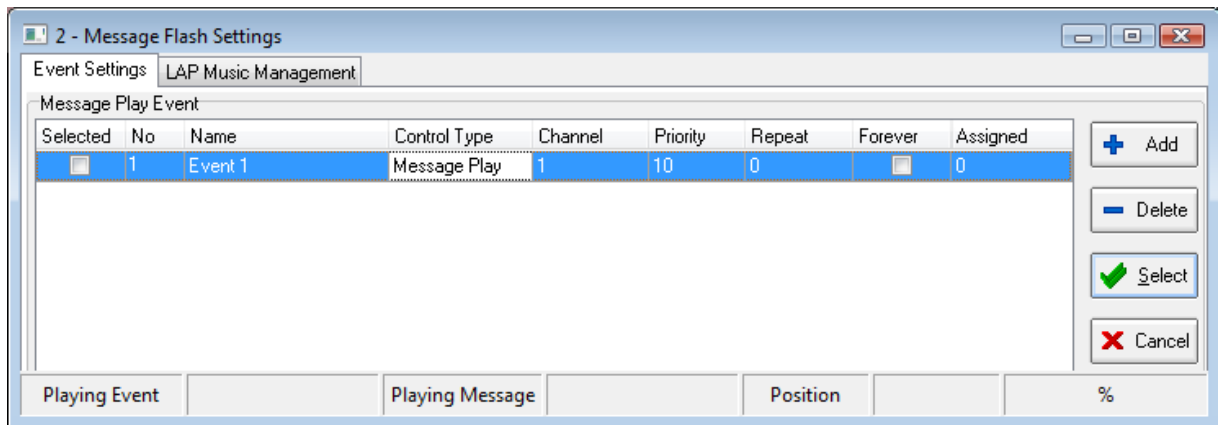 2 - Message Flash Settings
Event Settings LAP Music Management
Message Play Event
Selected No Name Control Type Channel Priority Repeat Forever Assigned
1 Event 1 Message Play 1 10 0 0
Add
Delete
Select
Cancel
Playing Event Playing Message Position %